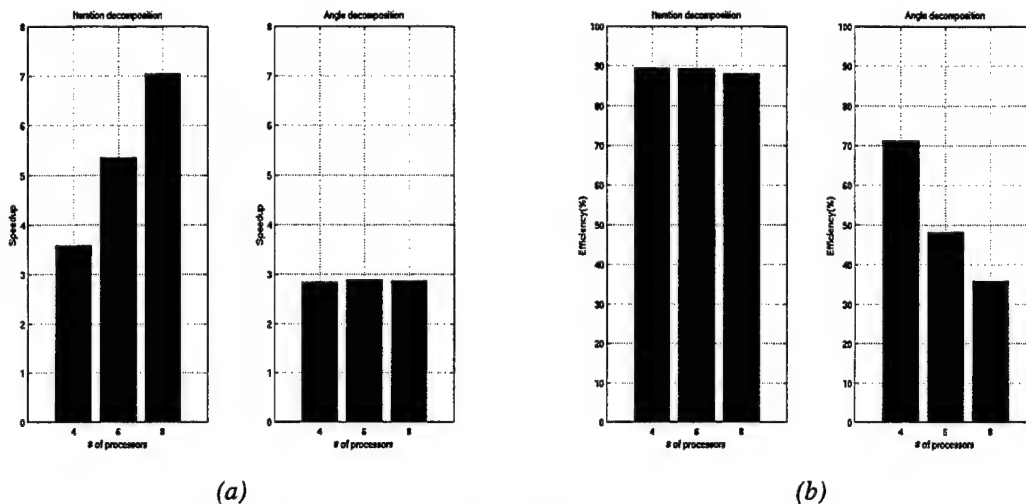 Iteration decomposition
8
7
6
5
4
3
2
1
0
Speedup
4 6 8
# of processors
Angle decomposition
8
7
6
5
4
3
2
1
0
Speedup
4 6 8
# of processors
(a)
Iteration decomposition
100
90
80
70
60
50
40
30
20
10
0
Efficiency(%)
4 6 8
# of processors
Angle decomposition
100
90
80
70
60
50
40
30
20
10
0
Efficiency(%)
4 6 8
# of processors
(b)